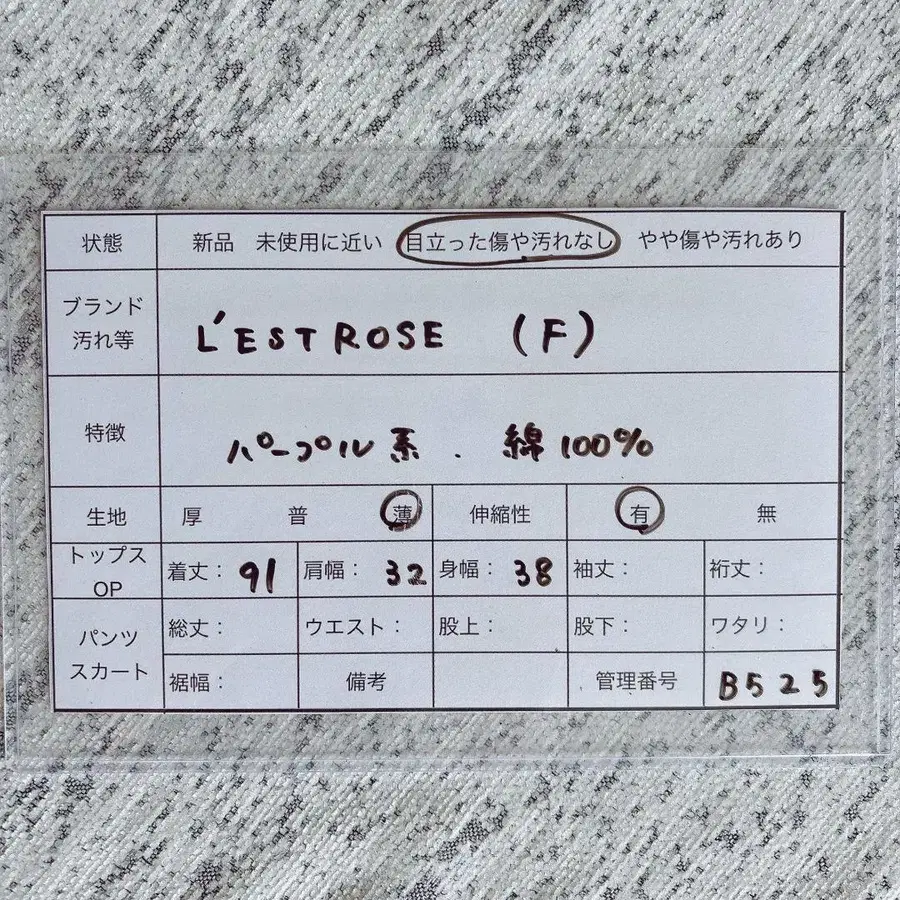 状態 新品 未使用に近い 目立った傷や汚れなし やや傷や汚れあり
ブランド
汚れ等
L'EST ROSE (F)
特徴
パープル系 . 綿100%
生地 厚 普 薄 伸縮性 有 無
トップス
OP
着丈: 91 肩幅: 32 身幅: 38 袖丈: 裄丈:
パンツ
スカート
総丈: ウエスト: 股上: 股下: ワタリ:
裾幅: 備考 管理番号 B525